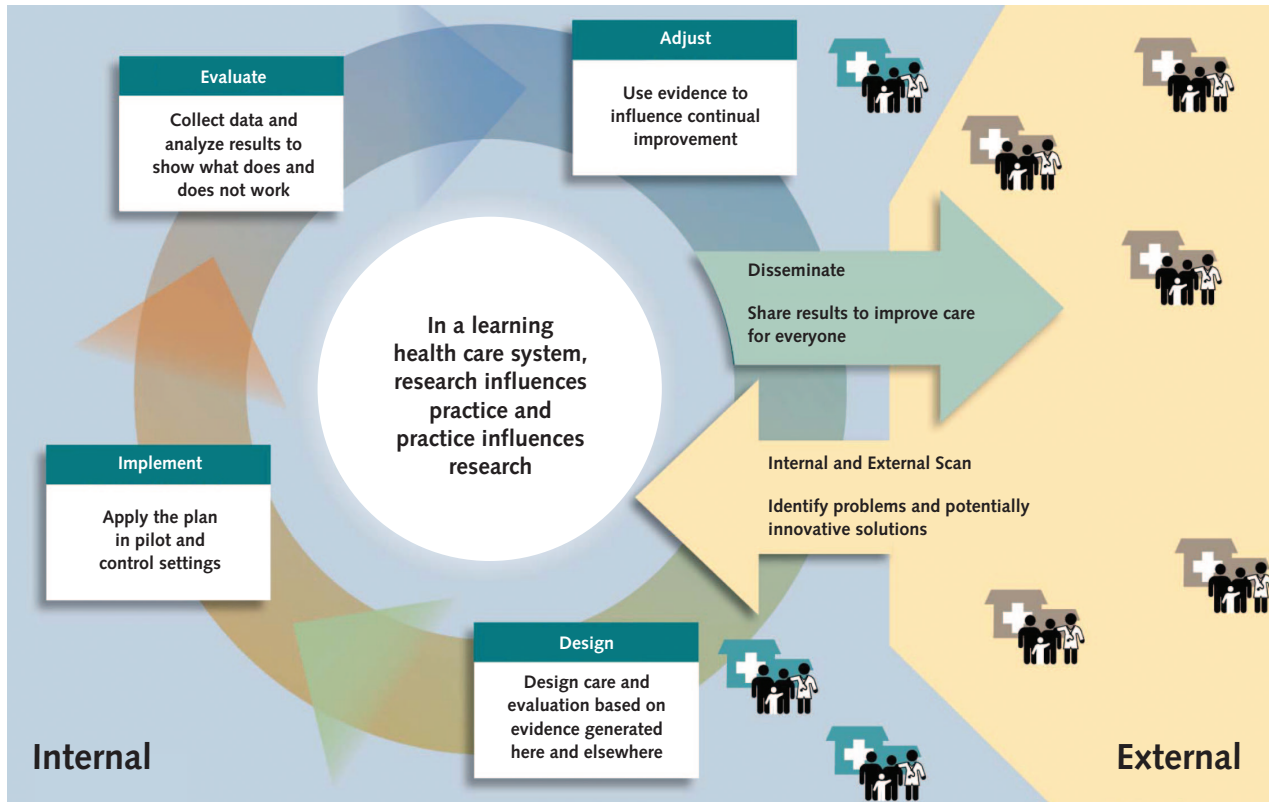 Evaluate
Collect data and
analyze results to
show what does and
does not work
Adjust
Use evidence to
influence continual
improvement
Disseminate
Share results to improve care
for everyone
In a learning
health care system,
research influences
practice and
practice influences
research
Internal and External Scan
Identify problems and potentially
innovative solutions
Implement
Apply the plan
in pilot and
control settings
Design
Design care and
evaluation based on
evidence generated
here and elsewhere
Internal
External